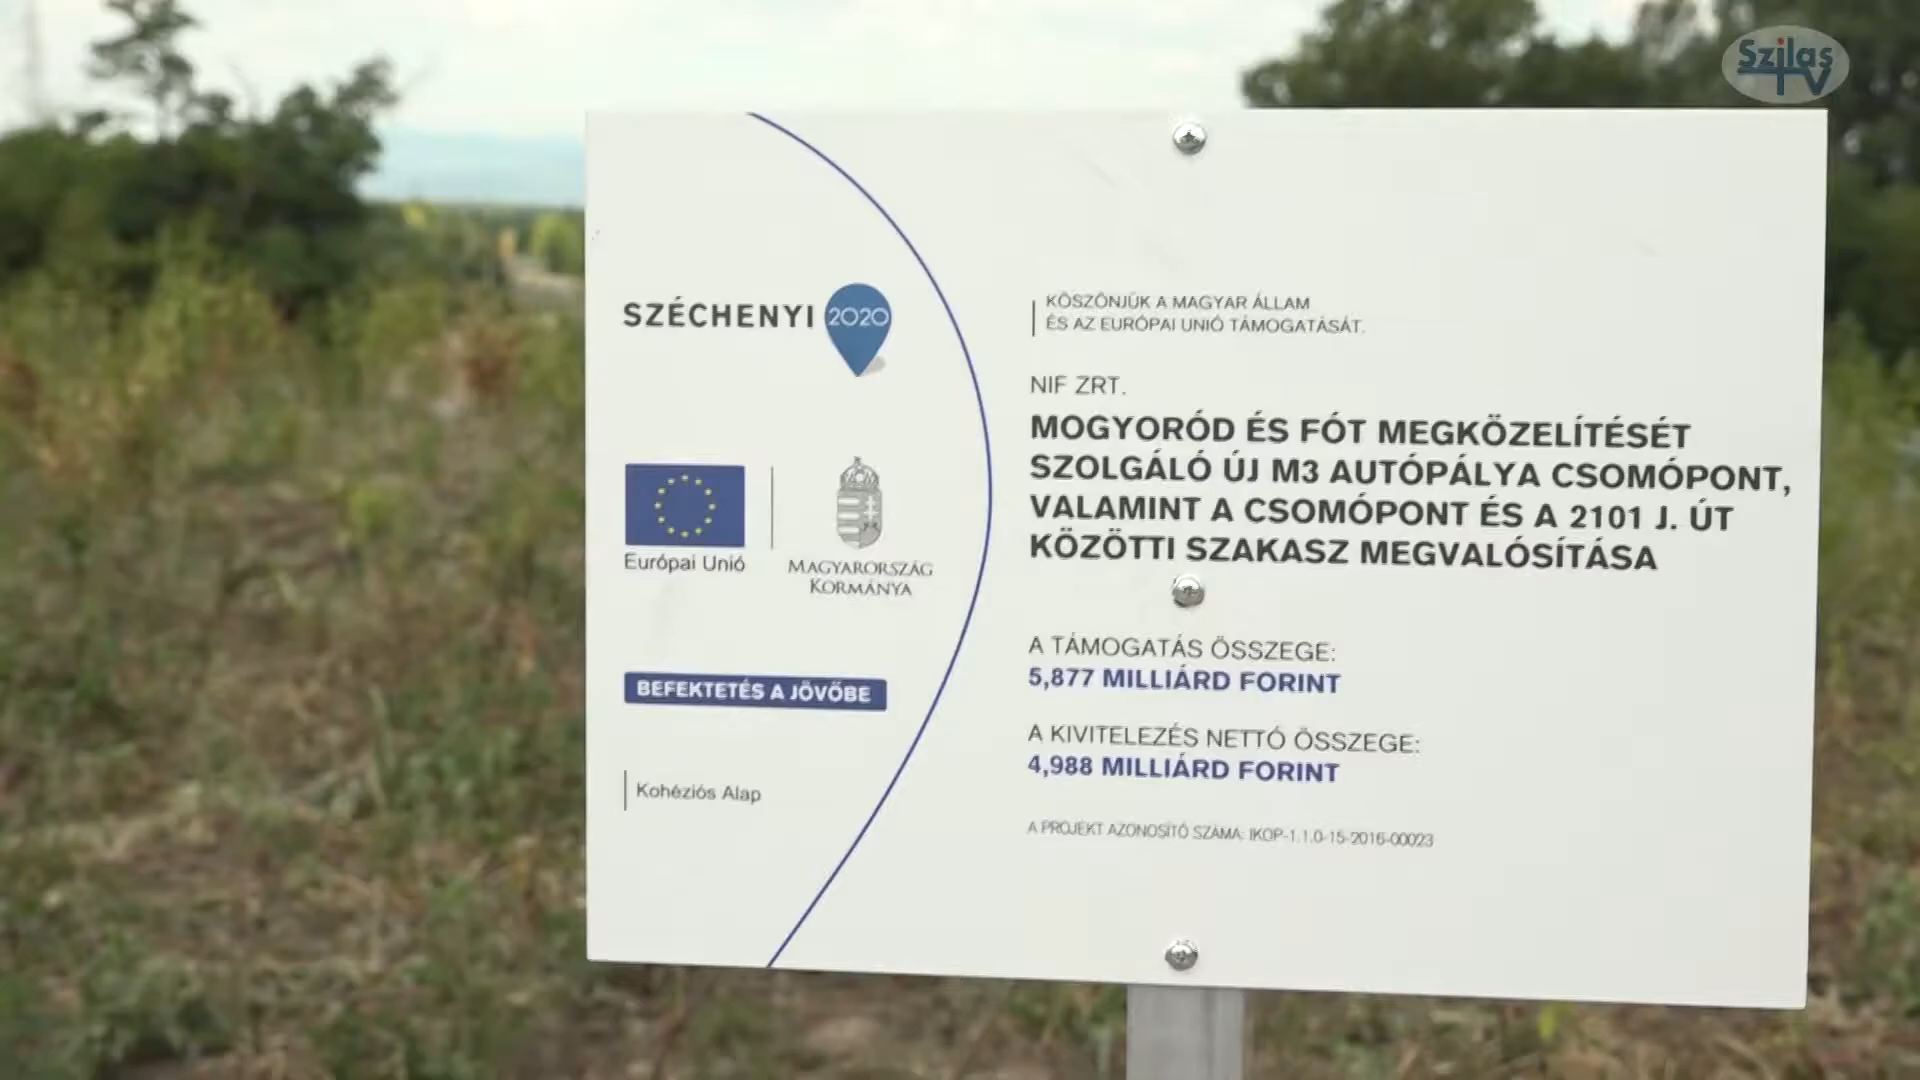 Szilas
TV
SZÉCHENYI 2020
Európai Unió
MAGYARORSZÁG
KORMÁNYA
BEFEKTETÉS A JÖVŐBE
Kohéziós Alap
KÖSZÖNJÜK A MAGYAR ÁLLAM
ÉS AZ EURÓPAI UNIÓ TÁMOGATÁSÁT.
NIF ZRT.
MOGYORÓD ÉS FÓT MEGKÖZELÍTÉSÉT
SZOLGÁLÓ ÚJ M3 AUTÓPÁLYA CSOMÓPONT,
VALAMINT A CSOMÓPONT ÉS A 2101 J. ÚT
KÖZÖTTI SZAKASZ MEGVALÓSÍTÁSA
A TÁMOGATÁS ÖSSZEGE:
5,877 MILLIÁRD FORINT
A KIVITELEZÉS NETTÓ ÖSSZEGE:
4,988 MILLIÁRD FORINT
A PROJEKT AZONOSÍTÓ SZÁMA: IKOP-1.1.0-15-2016-00023